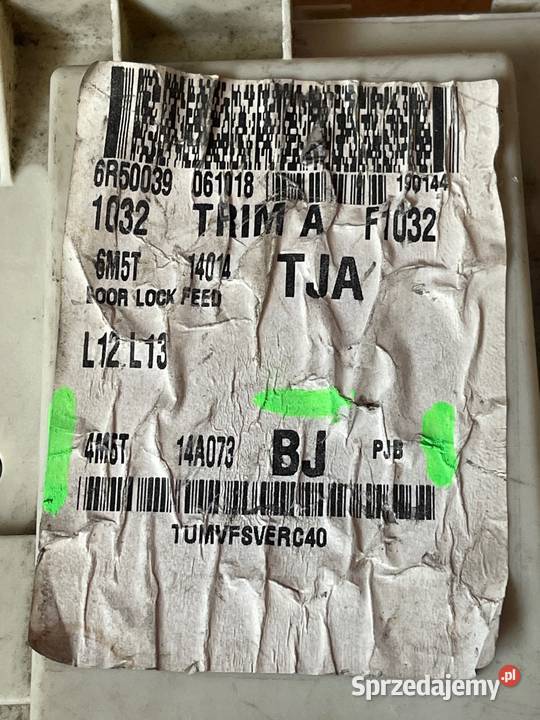 6R50039 061118 190144
1032 TRIM A F1032
6M5T 14014 TJA
DOOR LOCK FEED
L12 L13
4M5T 14A073 BJ PJB
TUMVFSVERC40
Sprzedajemy.pl